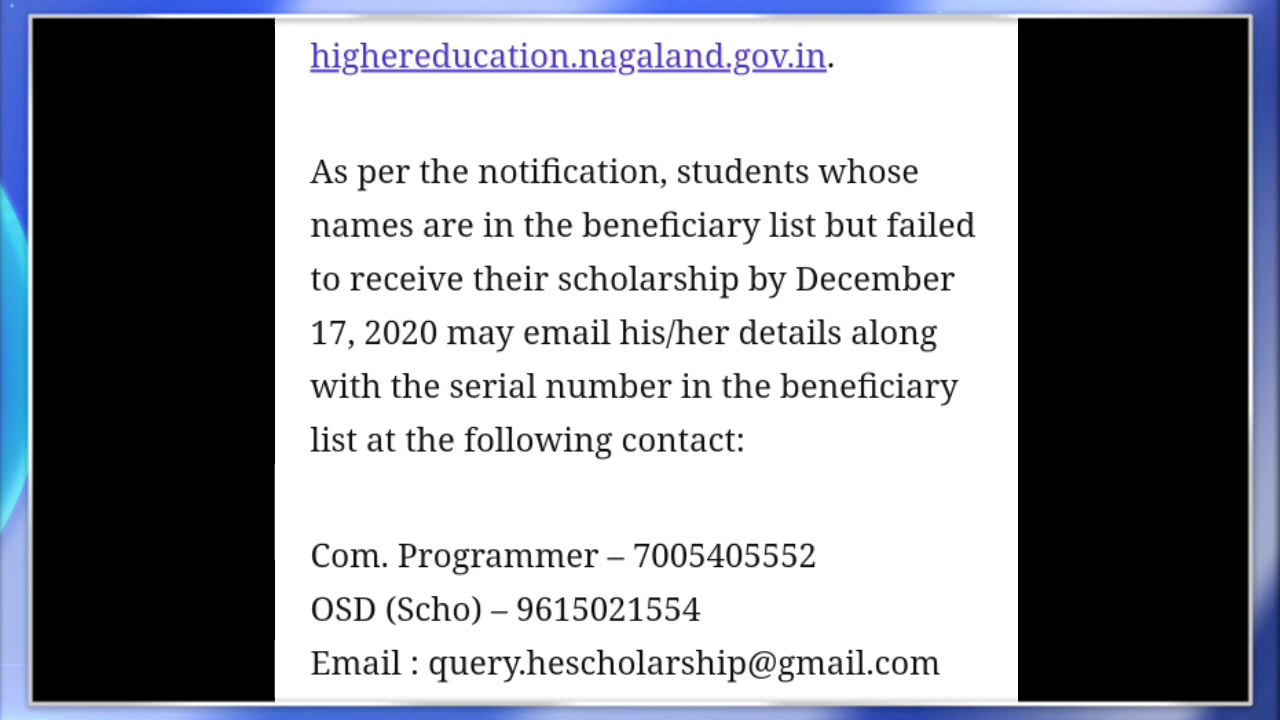 highereducation.nagaland.gov.in.
As per the notification, students whose
names are in the beneficiary list but failed
to receive their scholarship by December
17, 2020 may email his/her details along
with the serial number in the beneficiary
list at the following contact:
Com. Programmer – 7005405552
OSD (Scho) – 9615021554
Email : query.hescholarship@gmail.com